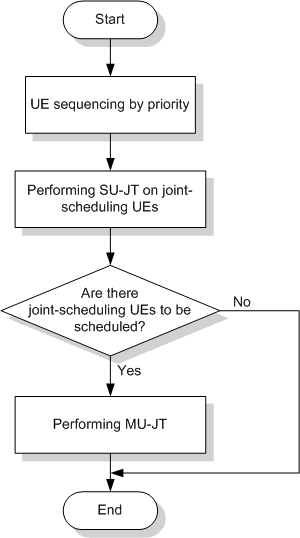 Start
UE sequencing by priority
Performing SU-JT on joint-
scheduling UEs
Are there
joint-scheduling UEs to be
scheduled?
No
Yes
Performing MU-JT
End